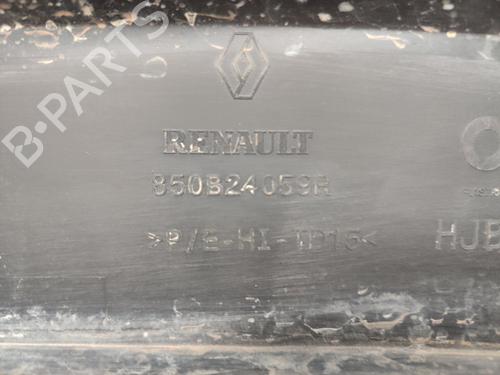 B-PARTS
RENAULT
850B24059R
>P/E-HI-TD15<
HJB